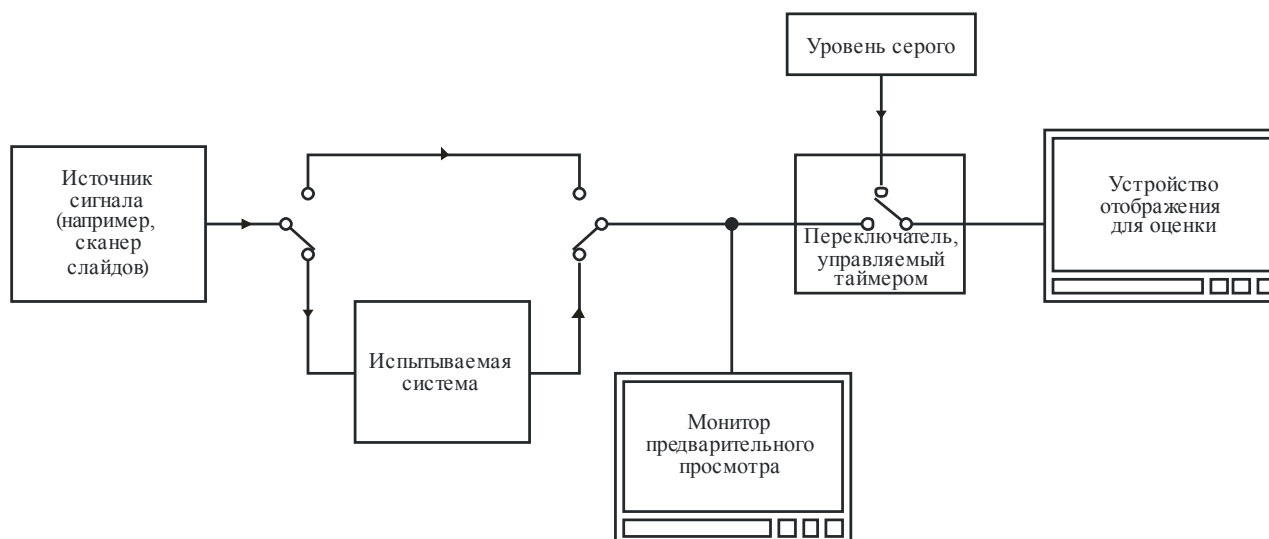 Уровень серого
Источник
сигнала
(например,
сканер
слайдов)
Испытываемая
система
Монитор
предварительного
просмотра
Переключатель,
управляемый
таймером
Устройство
отображения
для оценки